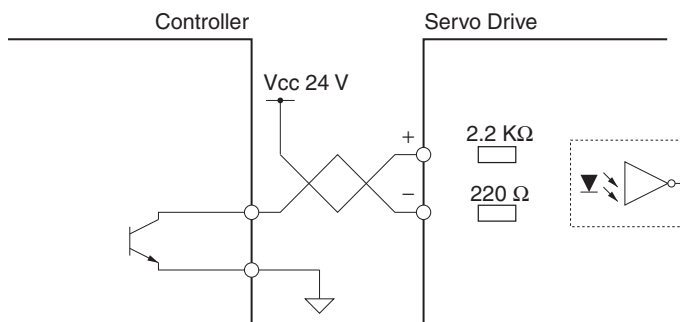 Controller
Servo Drive
Vcc 24 V
+
2.2 KΩ
−
220 Ω